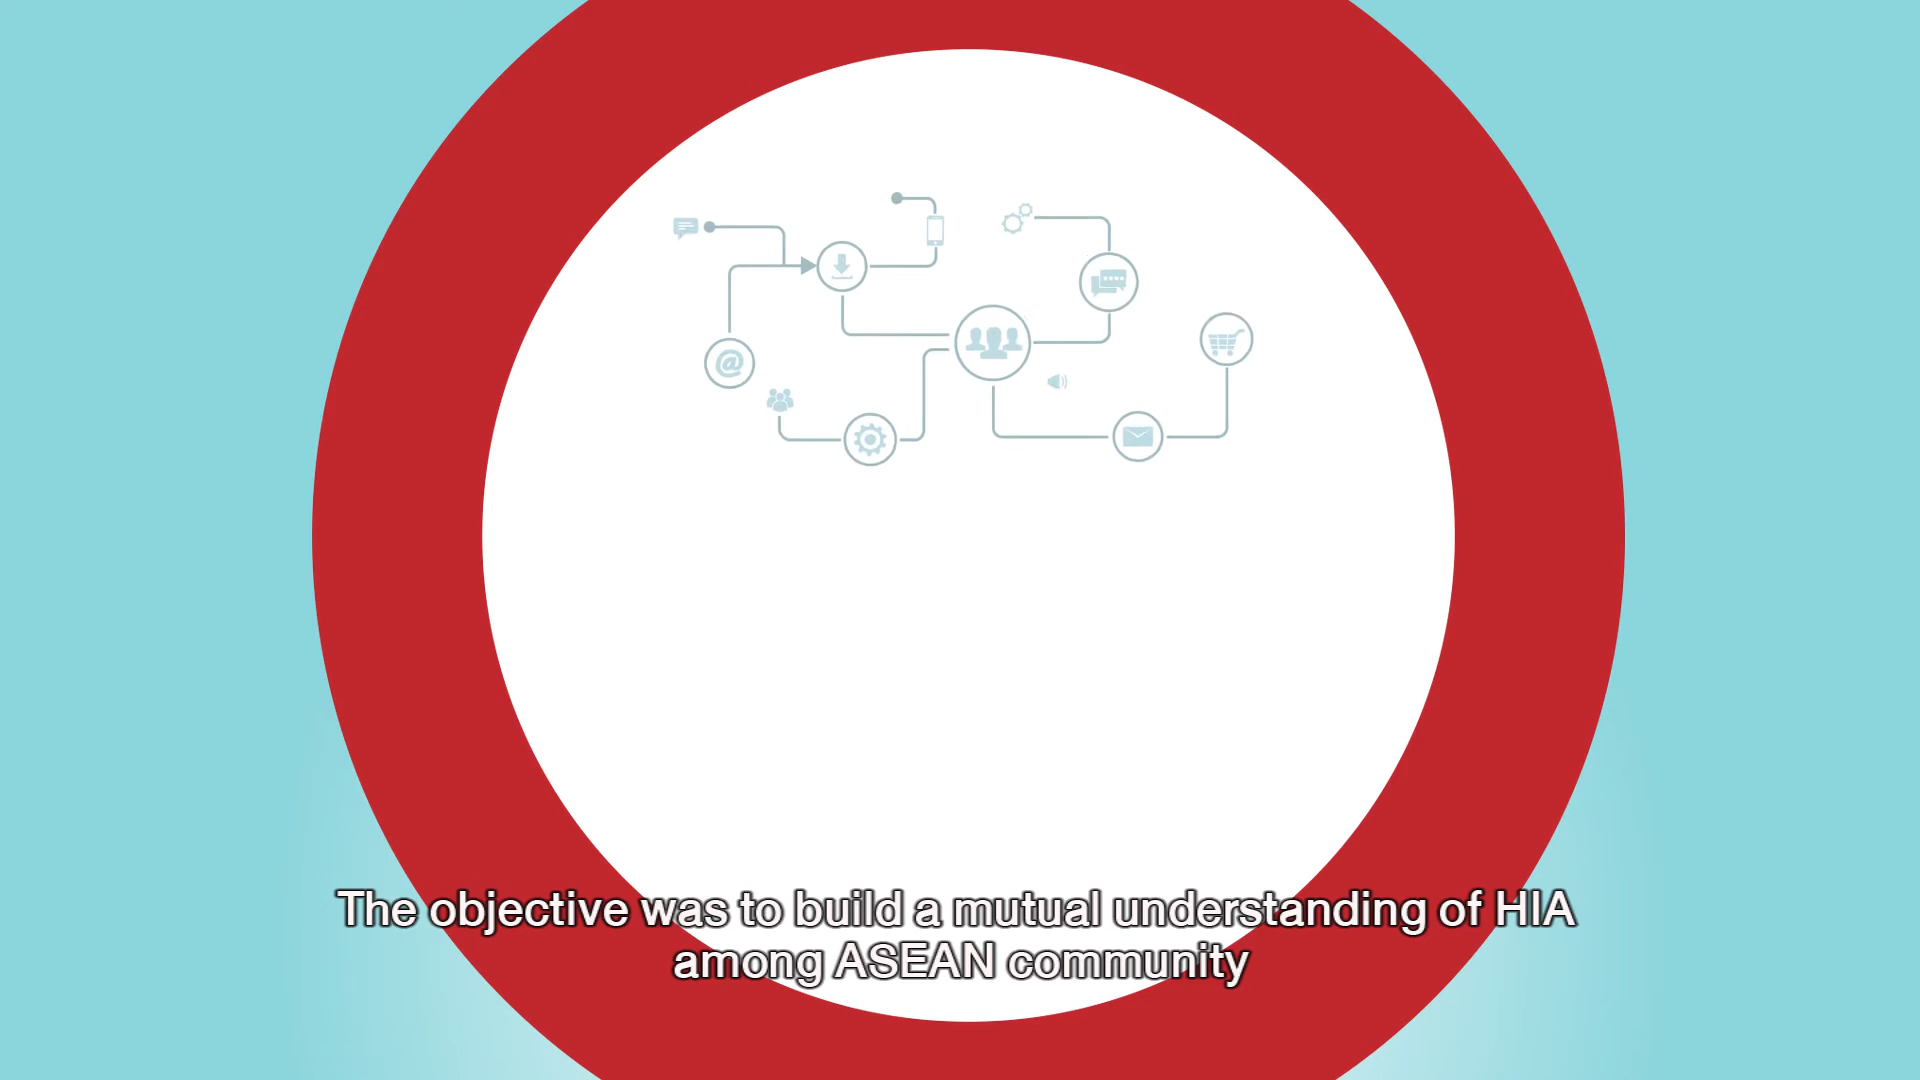 The objective was to build a mutual understanding of HIA
among ASEAN community